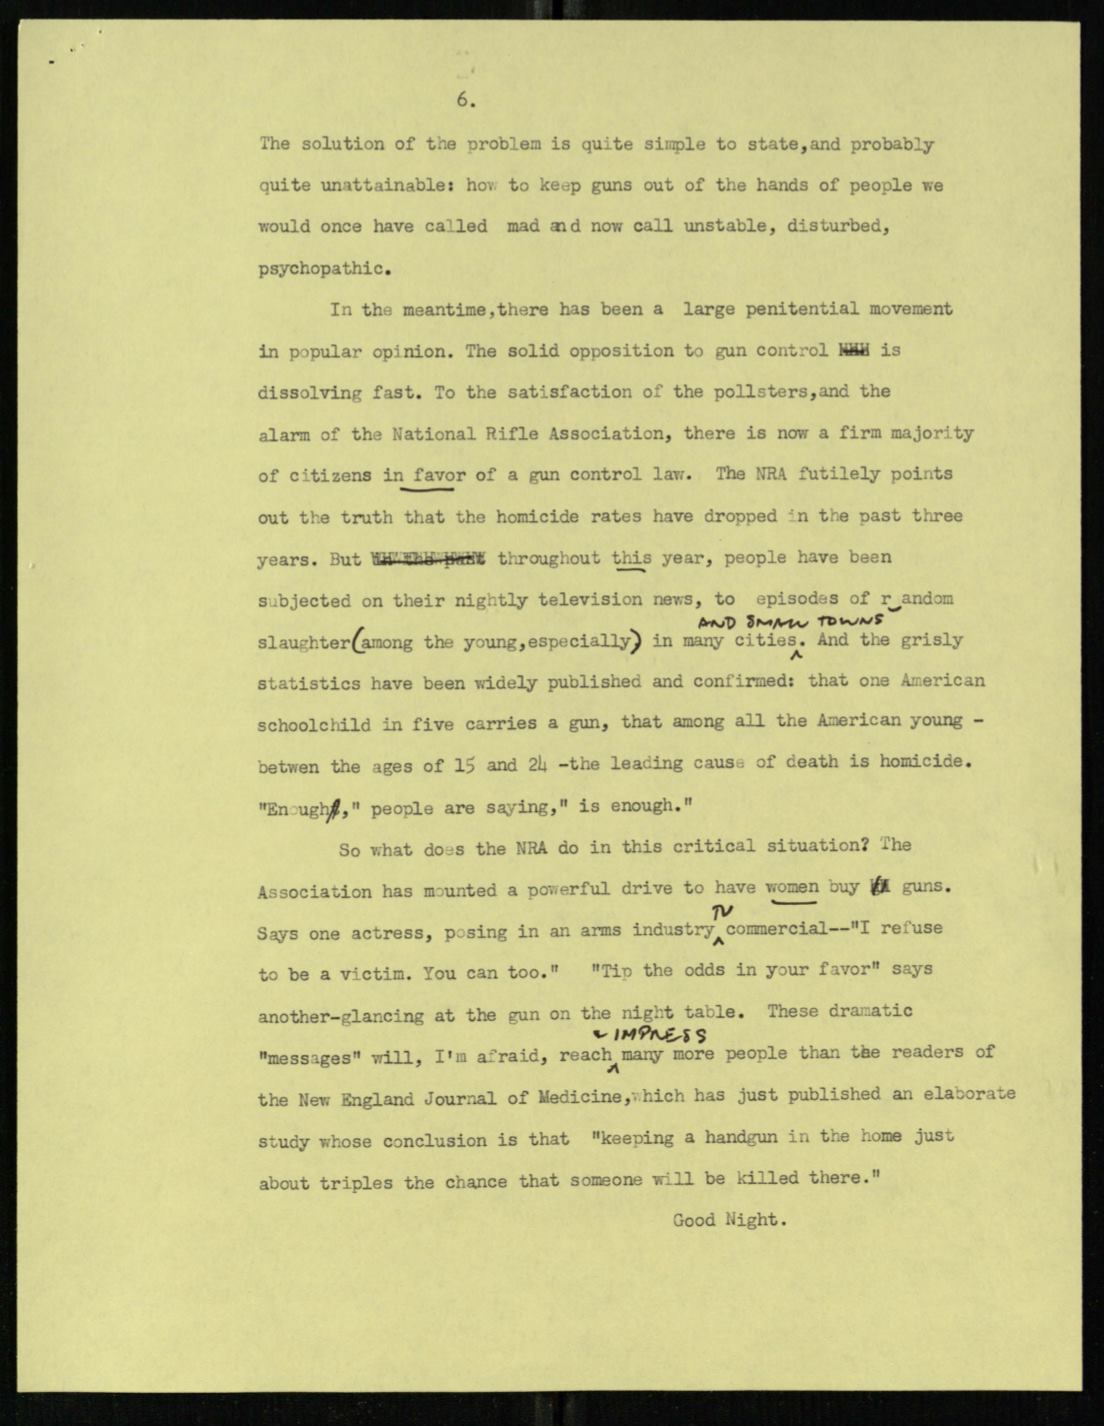 6.
The solution of the problem is quite simple to state,and probably
quite unattainable: how to keep guns out of the hands of people we
would once have called mad and now call unstable, disturbed,
psychopathic.
In the meantime,there has been a large penitential movement
in popular opinion. The solid opposition to gun control is
dissolving fast. To the satisfaction of the pollsters,and the
alarm of the National Rifle Association, there is now a firm majority
of citizens in favor of a gun control law. The NRA futilely points
out the truth that the homicide rates have dropped in the past three
years. But throughout this year, people have been
subjected on their nightly television news, to episodes of r andom
AND SMALL TOWNS
slaughter(among the young,especially) in many cities. And the grisly
statistics have been widely published and confirmed: that one American
schoolchild in five carries a gun, that among all the American young -
betwen the ages of 15 and 24 -the leading cause of death is homicide.
"Enough," people are saying," is enough."
So what does the NRA do in this critical situation? The
Association has mounted a powerful drive to have women buy guns.
TV
Says one actress, posing in an arms industry commercial--"I refuse
to be a victim. You can too." "Tip the odds in your favor" says
another-glancing at the gun on the night table. These dramatic
IMPRESS
"messages" will, I'm afraid, reach many more people than the readers of
the New England Journal of Medicine,which has just published an elaborate
study whose conclusion is that "keeping a handgun in the home just
about triples the chance that someone will be killed there."
Good Night.